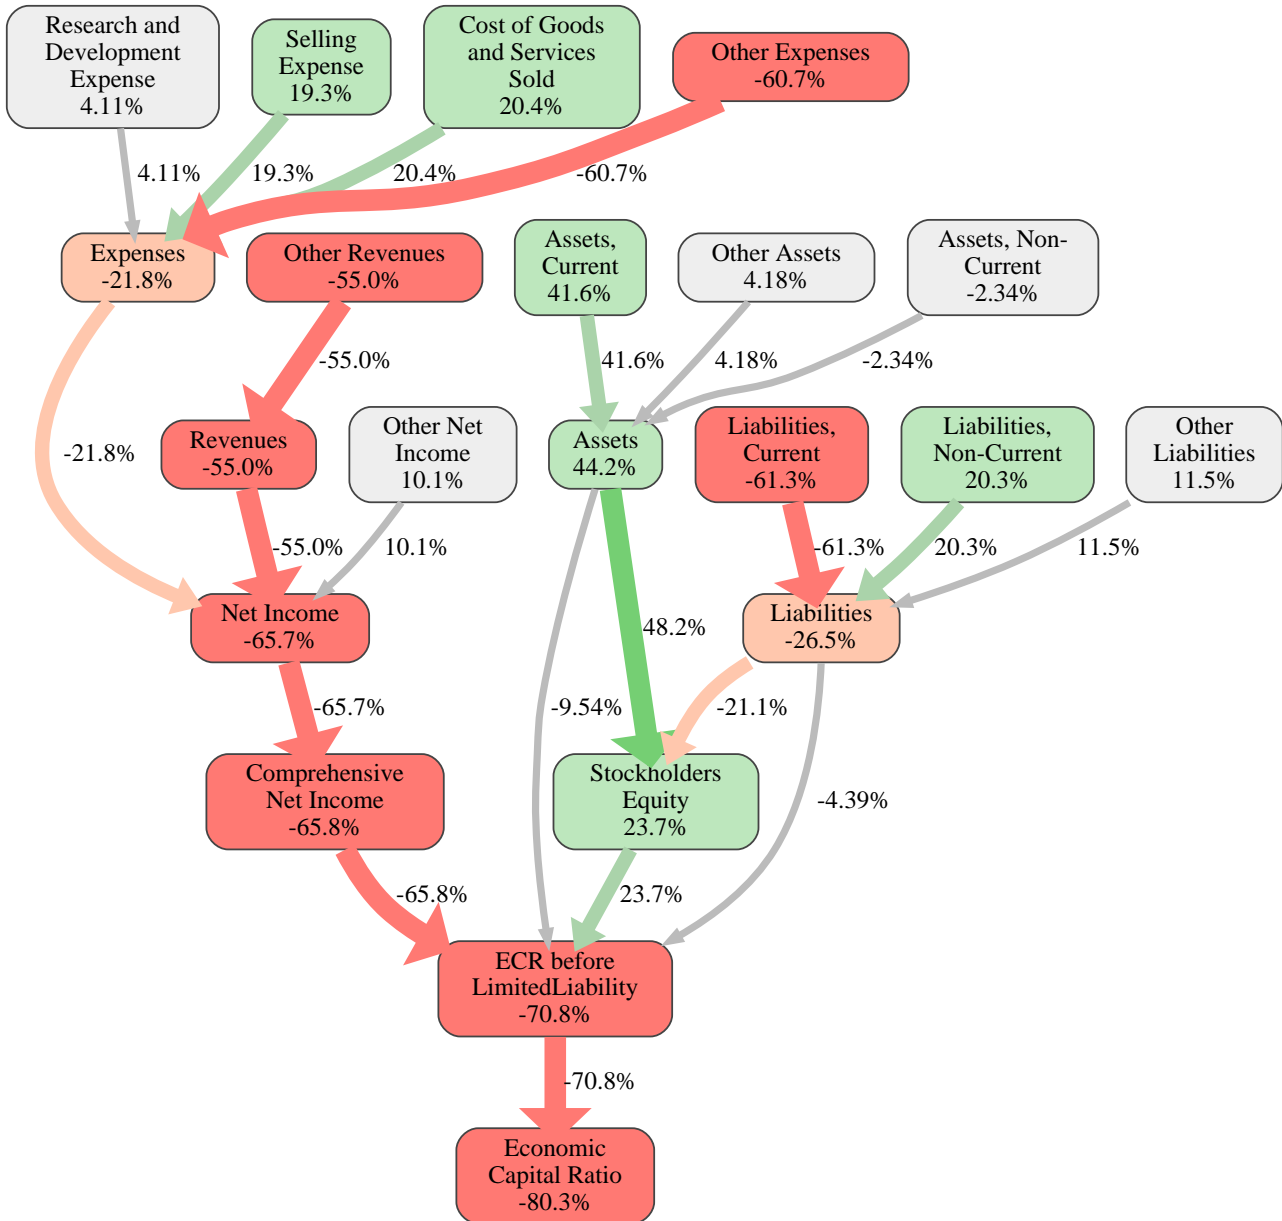 Research and
Development
Expense
4.11%
Selling
Expense
19.3%
Cost of Goods
and Services
Sold
20.4%
Other Expenses
-60.7%
4.11%
19.3%
20.4%
-60.7%
Expenses
-21.8%
Other Revenues
-55.0%
Assets,
Current
41.6%
Other Assets
4.18%
Assets, Non-
Current
-2.34%
-55.0%
41.6%
4.18%
-2.34%
-21.8%
Revenues
-55.0%
Other Net
Income
10.1%
Assets
44.2%
Liabilities,
Current
-61.3%
Liabilities,
Non-Current
20.3%
Other
Liabilities
11.5%
-55.0%
10.1%
-61.3%
20.3%
11.5%
Net Income
-65.7%
48.2%
Liabilities
-26.5%
-65.7%
-9.54%
-21.1%
Comprehensive
Net Income
-65.8%
Stockholders
Equity
23.7%
-4.39%
-65.8%
23.7%
ECR before
LimitedLiability
-70.8%
-70.8%
Economic
Capital Ratio
-80.3%